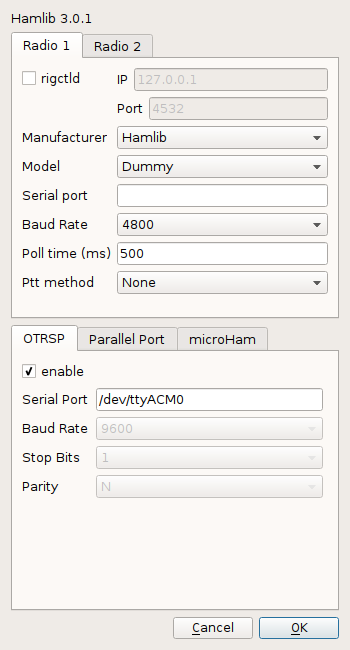 Hamlib 3.0.1
Radio 1 Radio 2
rigctld IP 127.0.0.1
Port 4532
Manufacturer Hamlib
Model Dummy
Serial port
Baud Rate 4800
Poll time (ms) 500
Ptt method None
OTRSP Parallel Port microHam
enable
Serial Port /dev/ttyACM0
Baud Rate 9600
Stop Bits 1
Parity N
Cancel OK